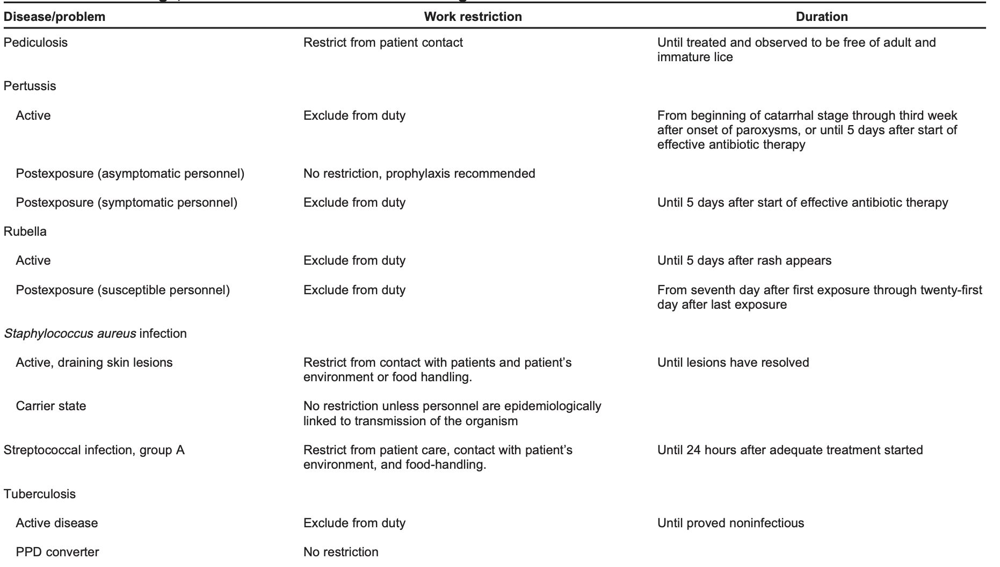 Disease/problem Work restriction Duration
Pediculosis Restrict from patient contact Until treated and observed to be free of adult and
immature lice
Pertussis
Active Exclude from duty From beginning of catarrhal stage through third week
after onset of paroxysms, or until 5 days after start of
effective antibiotic therapy
Postexposure (asymptomatic personnel) No restriction, prophylaxis recommended
Postexposure (symptomatic personnel) Exclude from duty Until 5 days after start of effective antibiotic therapy
Rubella
Active Exclude from duty Until 5 days after rash appears
Postexposure (susceptible personnel) Exclude from duty From seventh day after first exposure through twenty-first
day after last exposure
Staphylococcus aureus infection
Active, draining skin lesions Restrict from contact with patients and patient’s Until lesions have resolved
environment or food handling.
Carrier state No restriction unless personnel are epidemiologically
linked to transmission of the organism
Streptococcal infection, group A Restrict from patient care, contact with patient’s Until 24 hours after adequate treatment started
environment, and food-handling.
Tuberculosis
Active disease Exclude from duty Until proved noninfectious
PPD converter No restriction